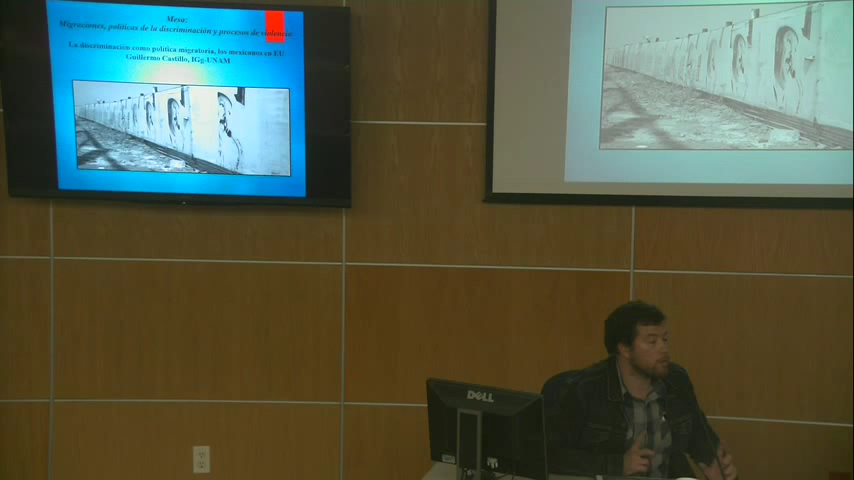 Mesa:
Migraciones, políticas de la discriminación y procesos de violencia
La discriminación como política migratoria, los mexicanos en EU
Guillermo Castillo, IGg-UNAM
DELL